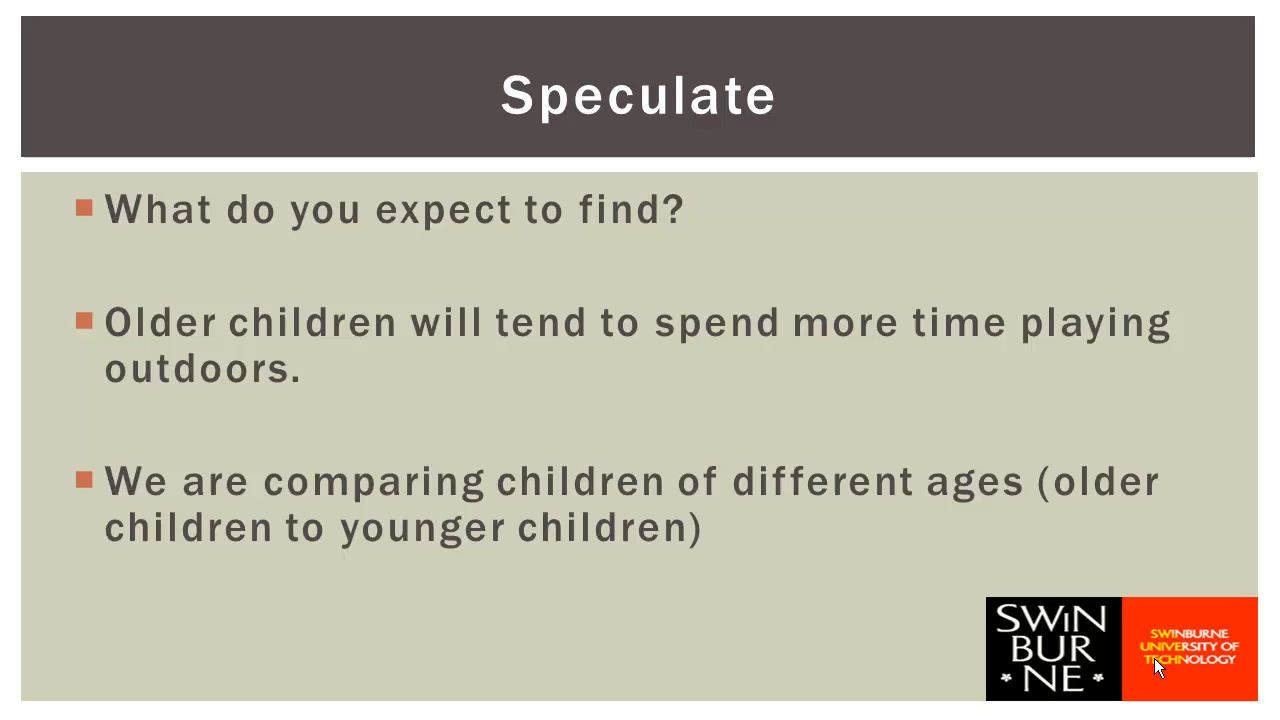 Speculate
What do you expect to find?
Older children will tend to spend more time playing
outdoors.
We are comparing children of different ages (older
children to younger children)
SWiN
BUR
NE
SWINBURNE
UNIVERSITY OF
TECHNOLOGY